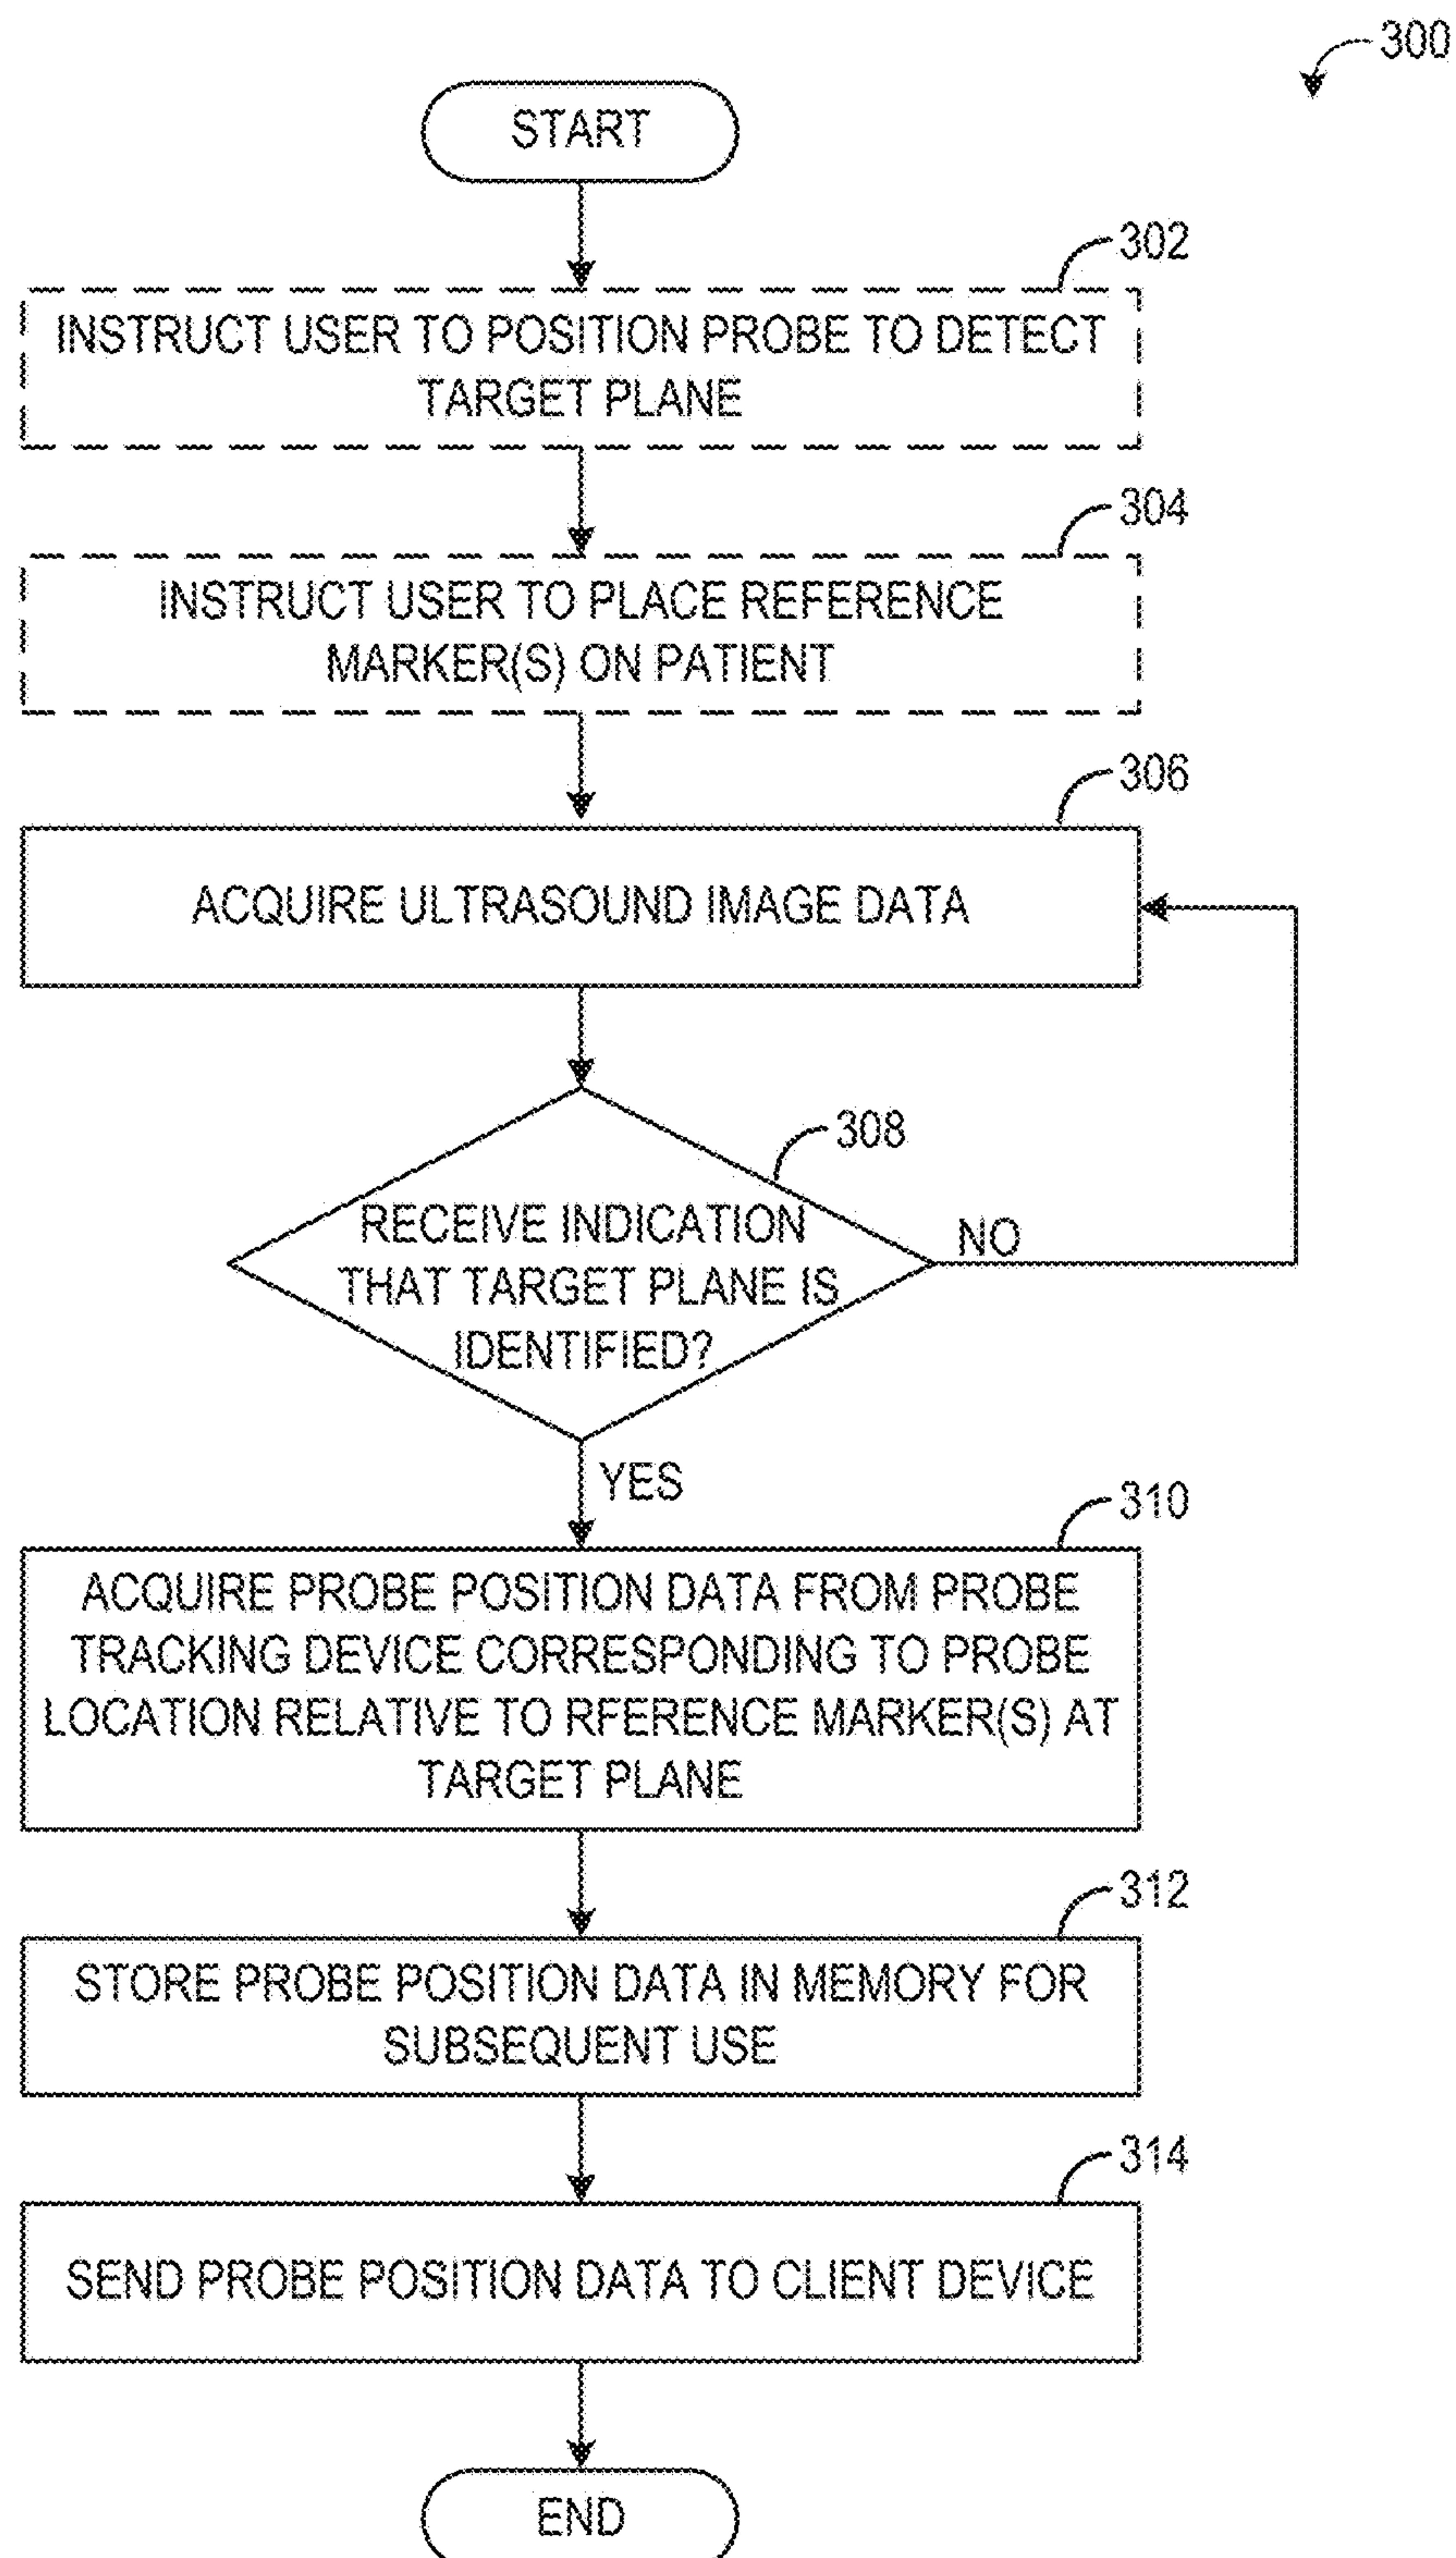 300
START
302
INSTRUCT USER TO POSITION PROBE TO DETECT
TARGET PLANE
304
INSTRUCT USER TO PLACE REFERENCE
MARKER(S) ON PATIENT
306
ACQUIRE ULTRASOUND IMAGE DATA
308
RECEIVE INDICATION
THAT TARGET PLANE IS
IDENTIFIED?
NO
YES
310
ACQUIRE PROBE POSITION DATA FROM PROBE
TRACKING DEVICE CORRESPONDING TO PROBE
LOCATION RELATIVE TO RFERENCE MARKER(S) AT
TARGET PLANE
312
STORE PROBE POSITION DATA IN MEMORY FOR
SUBSEQUENT USE
314
SEND PROBE POSITION DATA TO CLIENT DEVICE
END